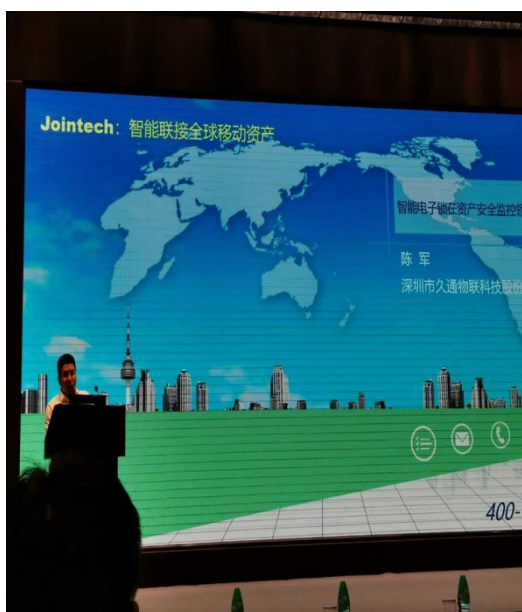 Jointech: 智能联接全球移动资产
智能电子锁在资产安全监控领
陈 军
深圳市久通物联科技股份
400-